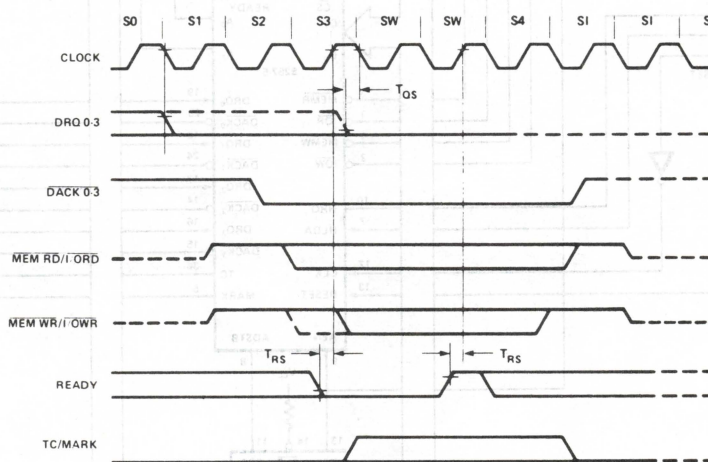 S0 S1 S2 S3 SW SW S4 SI SI S
CLOCK
TQS
DRQ 0-3
DACK 0-3
MEM RD/I/ORD
MEM WR/I/OWR
TRS TRS
READY
TC/MARK